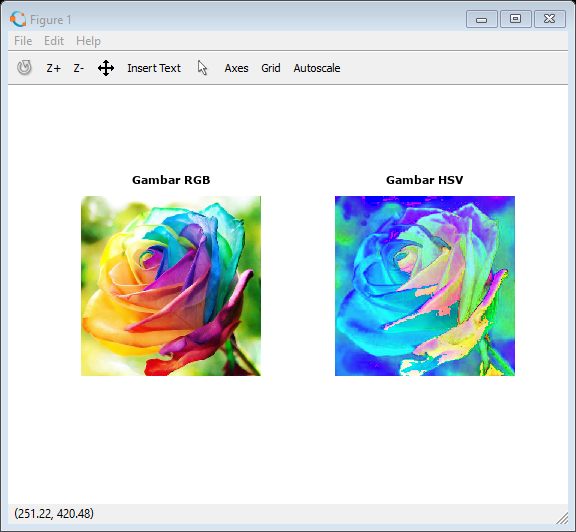 Figure 1
File Edit Help
Z+ Z- Insert Text Axes Grid Autoscale
Gambar RGB Gambar HSV
(251.22, 420.48)